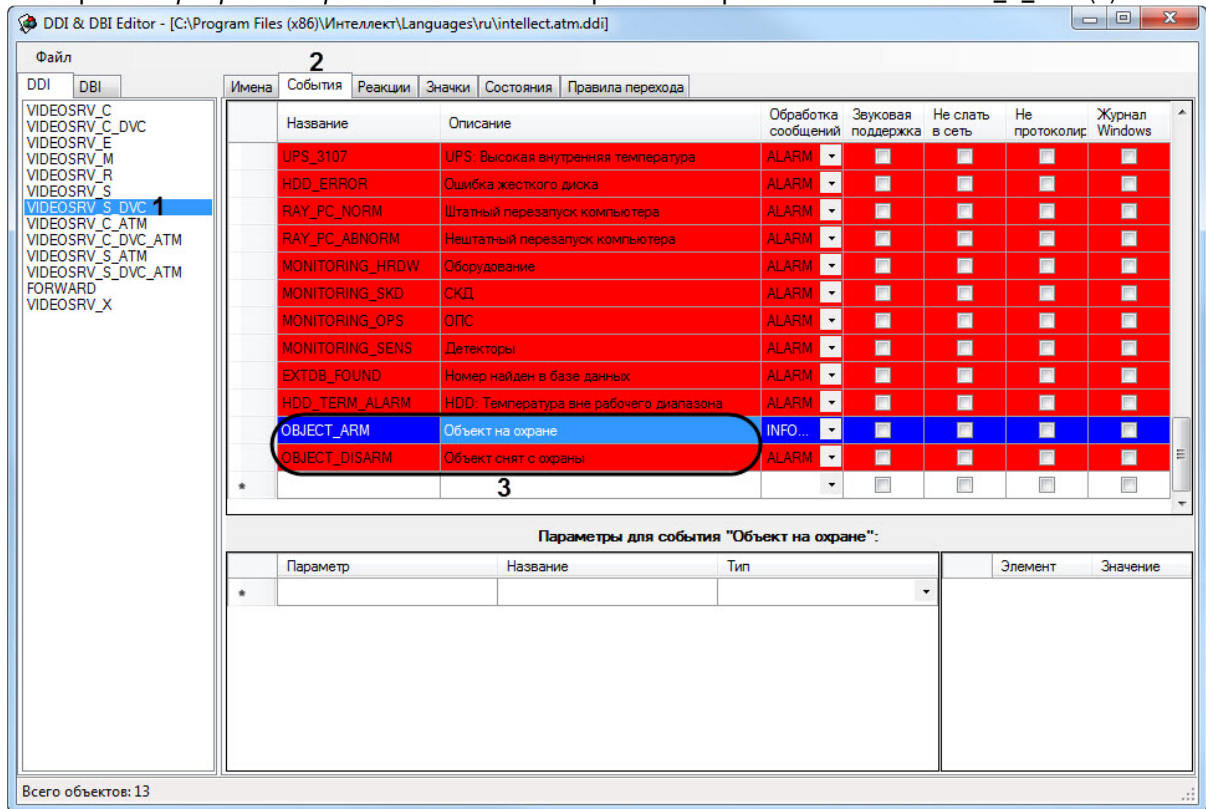 DDI & DBI Editor - [C:\Program Files (x86)\Интеллект\Languages\ru\intellect.atm.ddi]
Файл
2
DDI DBI
Имена События Реакции Значки Состояния Правила перехода
VIDEOSRV_C
VIDEOSRV_C_DVC
VIDEOSRV_E
VIDEOSRV_M
VIDEOSRV_R
VIDEOSRV_S
VIDEOSRV_S_DVC 1
VIDEOSRV_C_ATM
VIDEOSRV_C_DVC_ATM
VIDEOSRV_S_ATM
VIDEOSRV_S_DVC_ATM
FORWARD
VIDEOSRV_X
Название Описание Обработка сообщений Звуковая поддержка Не слать в сеть Не протоколир Журнал Windows
UPS_3107 UPS: Высокая внутренняя температура ALARM
HDD_ERROR Ошибка жесткого диска ALARM
RAY_PC_NORM Штатный перезапуск компьютера ALARM
RAY_PC_ABNORM Нештатный перезапуск компьютера ALARM
MONITORING_HRDW Оборудование ALARM
MONITORING_SKD СКД ALARM
MONITORING_OPS ОПС ALARM
MONITORING_SENS Детекторы ALARM
EXTDB_FOUND Номер найден в базе данных ALARM
HDD_TERM_ALARM HDD: Температура вне рабочего диапазона ALARM
OBJECT_ARM Объект на охране INFO...
OBJECT_DISARM Объект снят с охраны ALARM
*
3
Параметры для события "Объект на охране":
Параметр Название Тип Элемент Значение
*
Всего объектов: 13